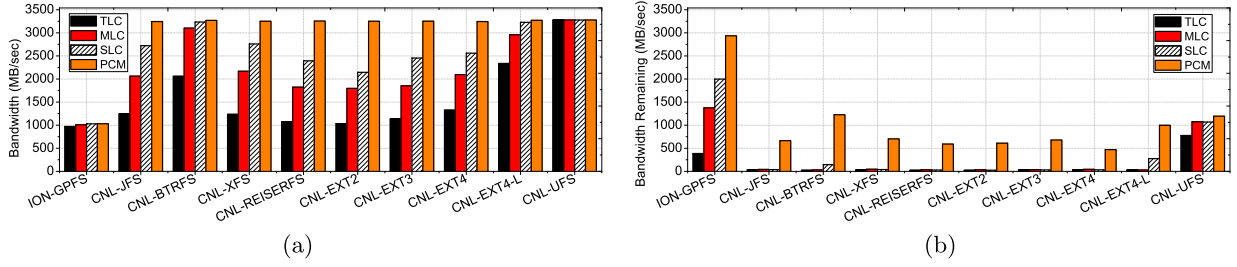 Bandwidth (MB/sec)
3500
3000
2500
2000
1500
1000
500
0
TLC
MLC
SLC
PCM
ION-GPFS
CNL-JFS
CNL-BTRFS
CNL-XFS
CNL-REISERFS
CNL-EXT2
CNL-EXT3
CNL-EXT4
CNL-EXT4-L
CNL-UFS
(a)
Bandwidth Remaining (MB/sec)
3500
3000
2500
2000
1500
1000
500
0
TLC
MLC
SLC
PCM
ION-GPFS
CNL-JFS
CNL-BTRFS
CNL-XFS
CNL-REISERFS
CNL-EXT2
CNL-EXT3
CNL-EXT4
CNL-EXT4-L
CNL-UFS
(b)